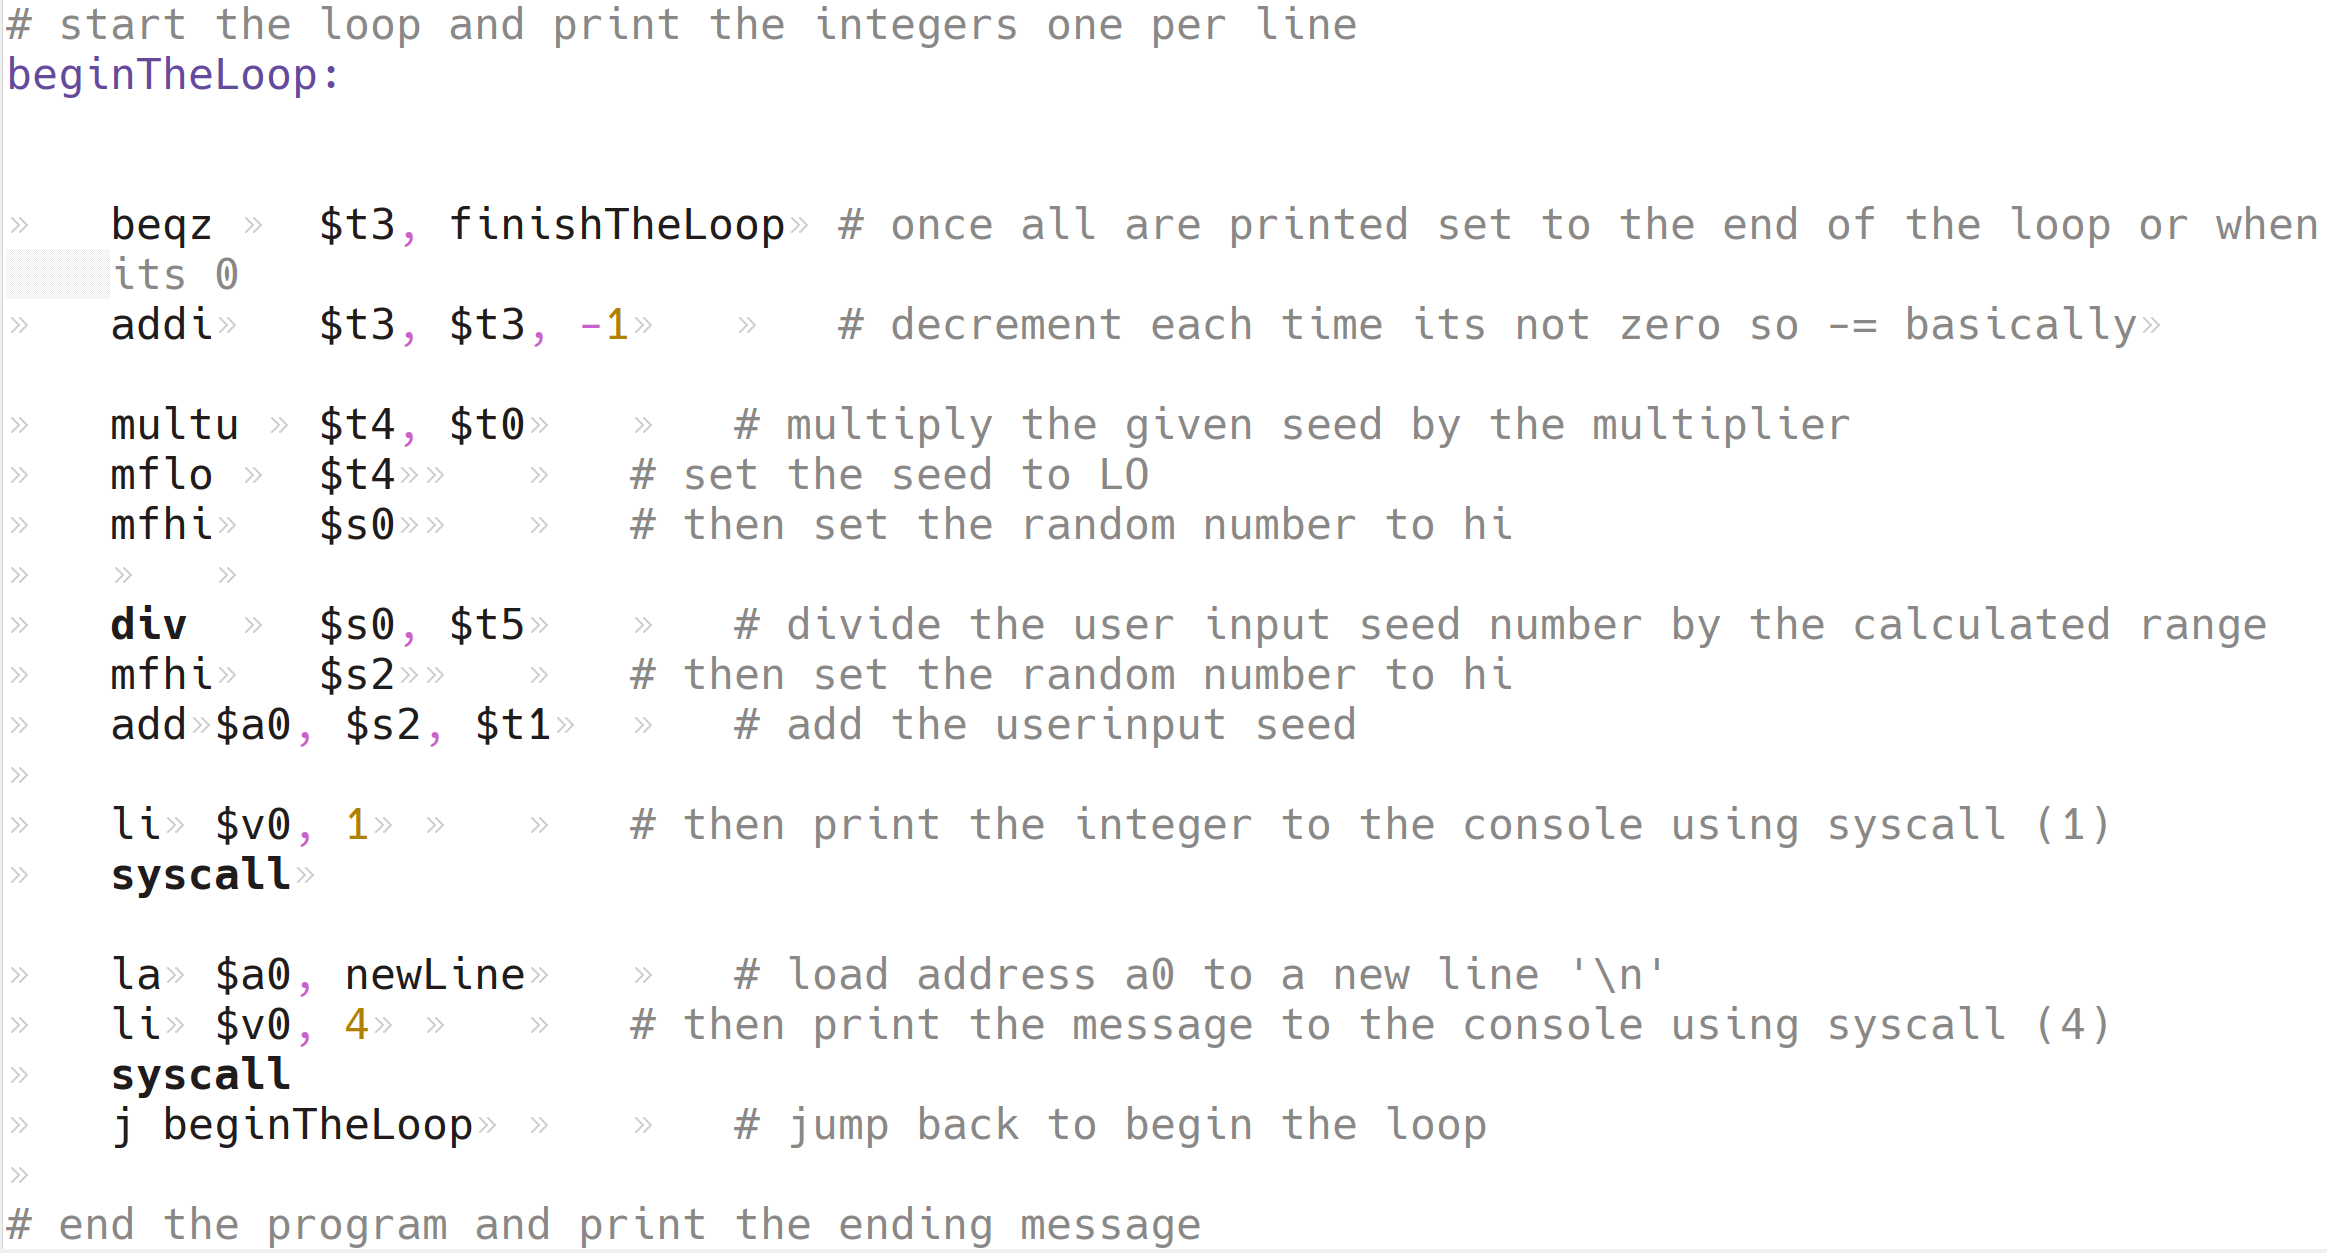 # start the loop and print the integers one per line
beginTheLoop:
beqz $t3, finishTheLoop # once all are printed set to the end of the loop or when
its 0
addi $t3, $t3, -1 # decrement each time its not zero so -= basically
multu $t4, $t0 # multiply the given seed by the multiplier
mflo $t4 # set the seed to LO
mfhi $s0 # then set the random number to hi
div $s0, $t5 # divide the user input seed number by the calculated range
mfhi $s2 # then set the random number to hi
add $a0, $s2, $t1 # add the userinput seed
li $v0, 1 # then print the integer to the console using syscall (1)
syscall
la $a0, newLine # load address a0 to a new line '\n'
li $v0, 4 # then print the message to the console using syscall (4)
syscall
j beginTheLoop # jump back to begin the loop
# end the program and print the ending message